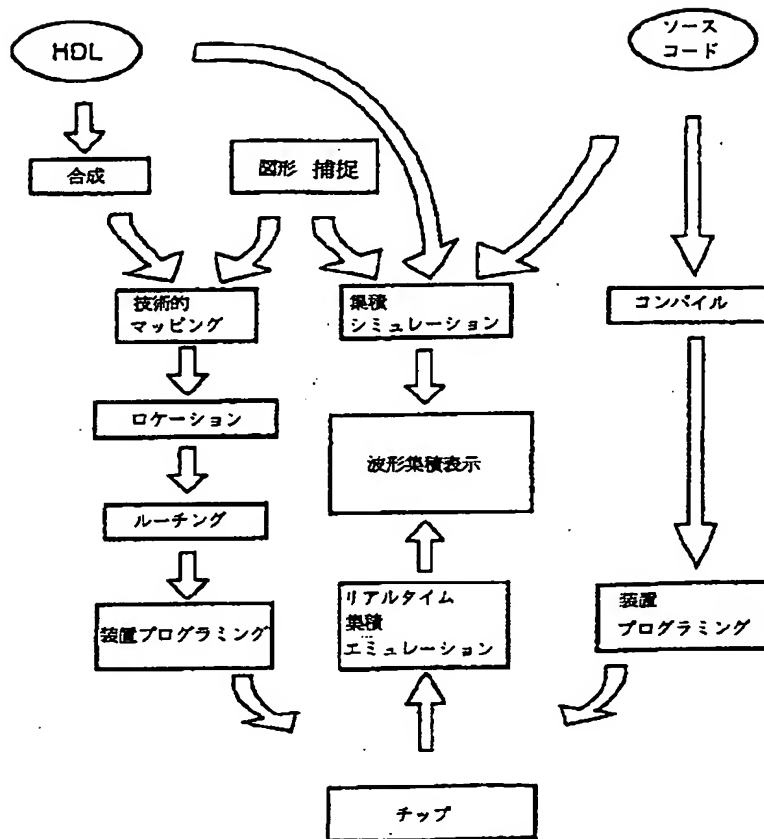 HDL
ソース
コード
合成
図形 捕捉
技術的
マッピング
集積
シミュレーション
コンパイル
ロケーション
波形集積表示
ルーチング
装置プログラミング
リアルタイム
集積
エミュレーション
装置
プログラミング
チップ